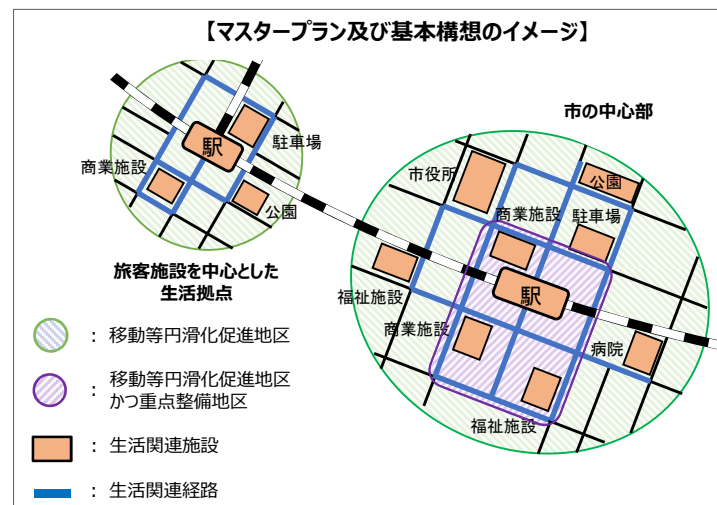 【マスタープラン及び基本構想のイメージ】
市の中心部
駅
駐車場
商業施設
公園
旅客施設を中心とした
生活拠点
市役所
公園
商業施設
駐車場
福祉施設
駅
商業施設
病院
福祉施設
： 移動等円滑化促進地区
： 移動等円滑化促進地区
かつ重点整備地区
： 生活関連施設
： 生活関連経路